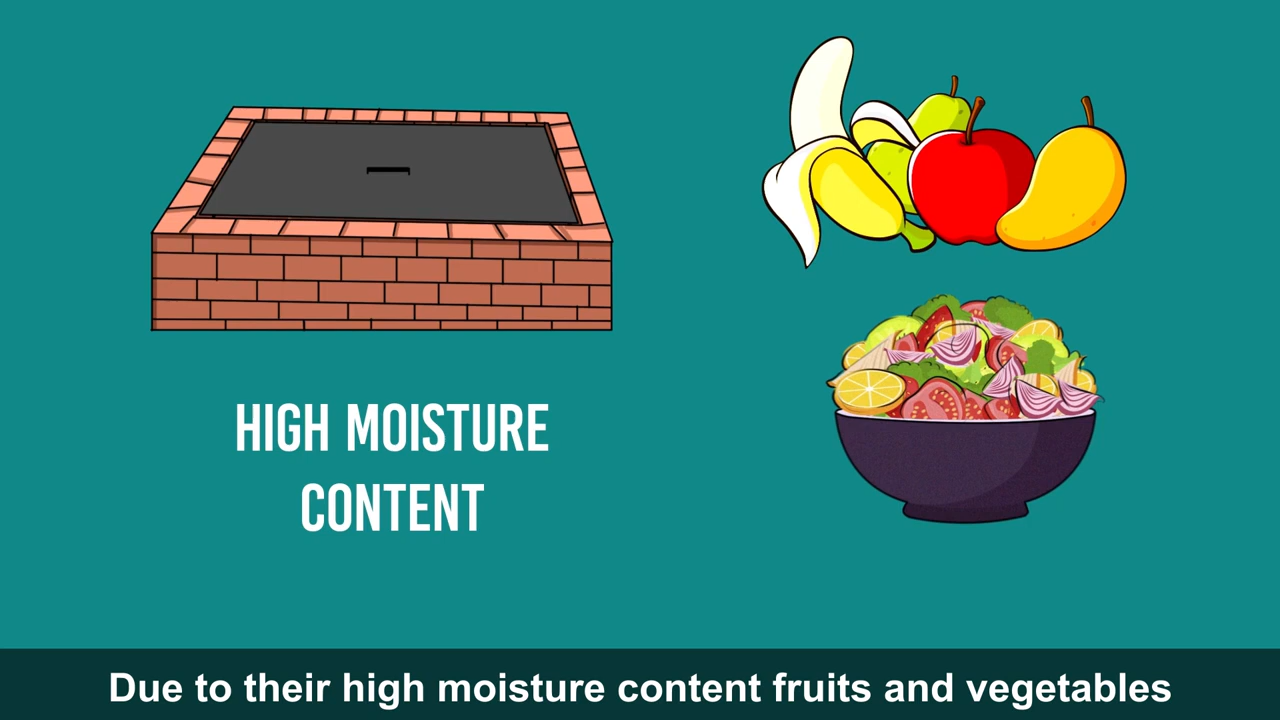 HIGH MOISTURE
CONTENT
Due to their high moisture content fruits and vegetables